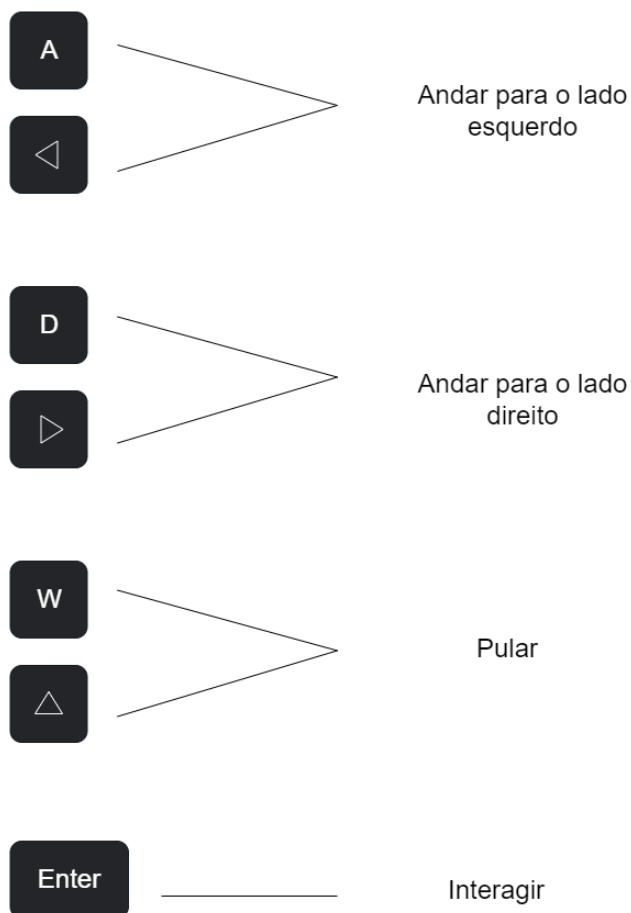 A
Andar para o lado
esquerdo
D
Andar para o lado
direito
W
Pular
Enter
Interagir